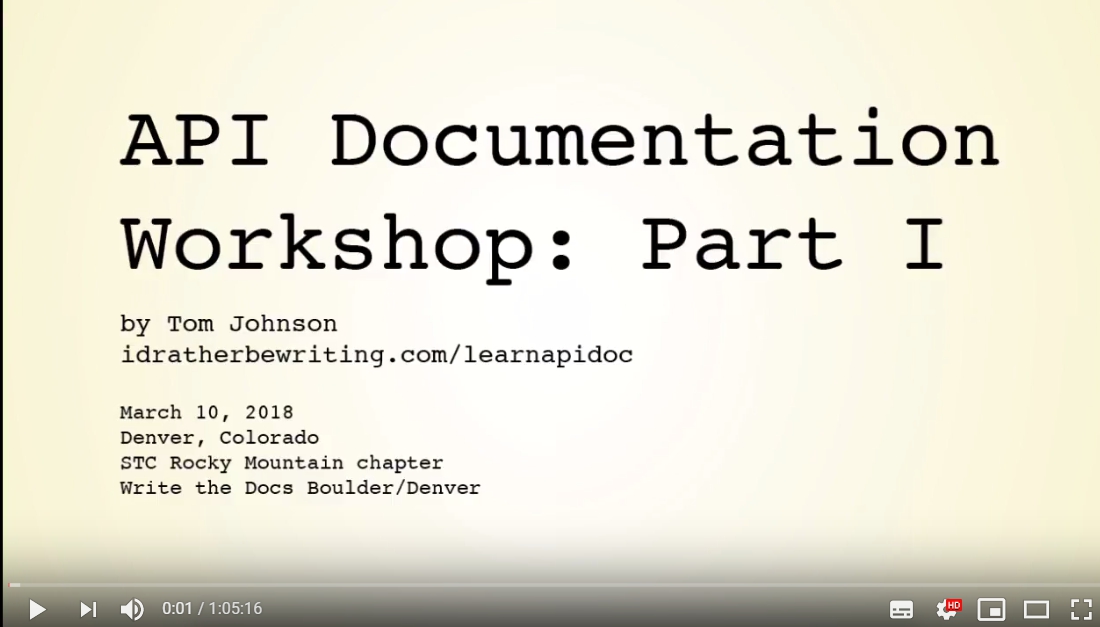 API Documentation
Workshop: Part I
by Tom Johnson
idratherbewriting.com/learnapidoc
March 10, 2018
Denver, Colorado
STC Rocky Mountain chapter
Write the Docs Boulder/Denver
0:01 / 1:05:16
HD